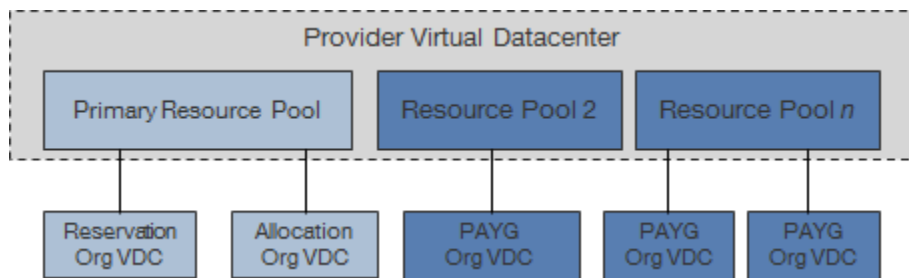 Provider Virtual Datacenter
Primary Resource Pool
Resource Pool 2
Resource Pool n
Reservation
Org VDC
Allocation
Org VDC
PAYG
Org VDC
PAYG
Org VDC
PAYG
Org VDC